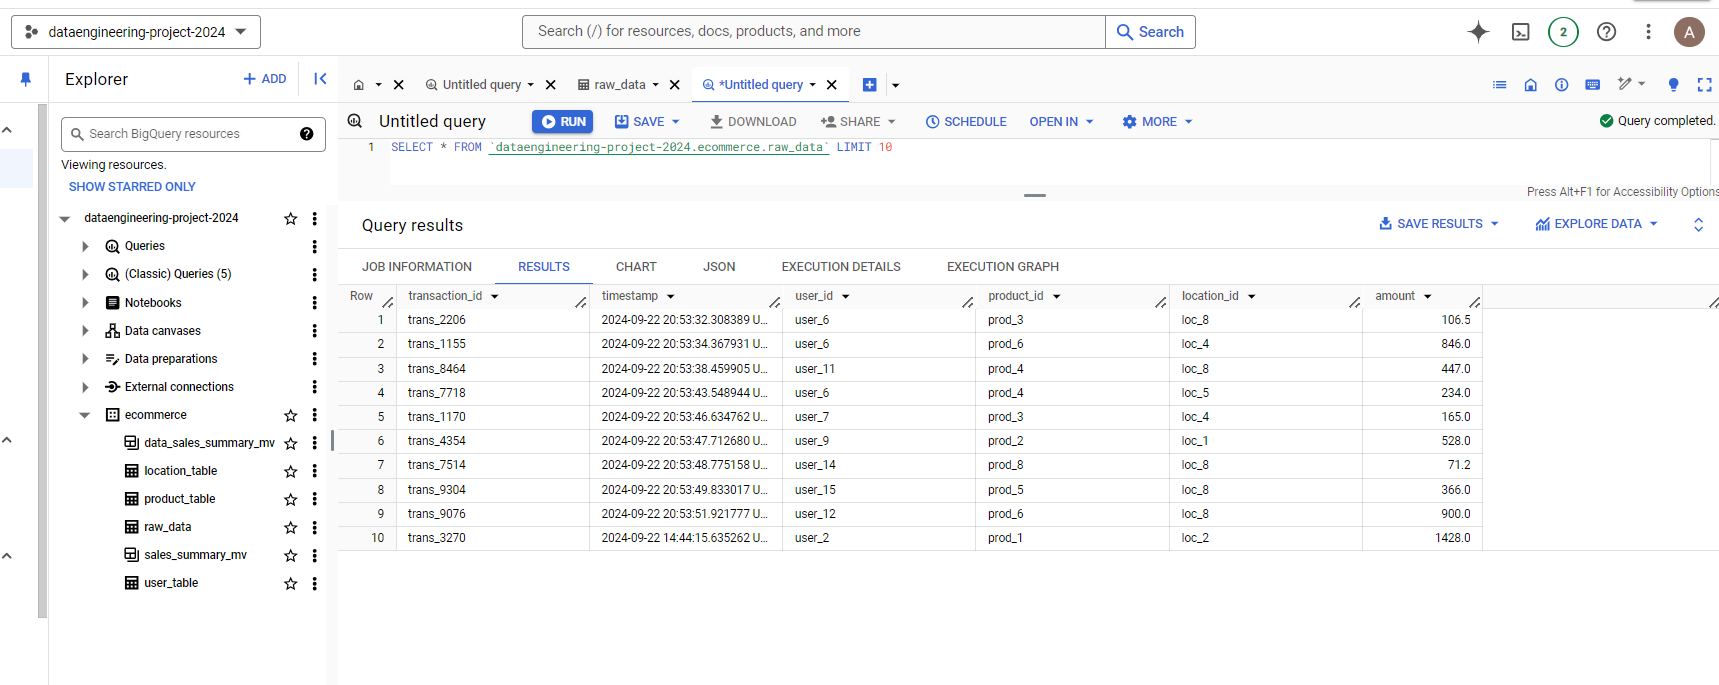 dataengineering-project-2024
Search (/) for resources, docs, products, and more
Search
2
A
Explorer
+ ADD
Untitled query
raw_data
*Untitled query
Search BigQuery resources
Viewing resources.
SHOW STARRED ONLY
dataengineering-project-2024
Queries
(Classic) Queries (5)
Notebooks
Data canvases
Data preparations
External connections
ecommerce
data_sales_summary_mv
location_table
product_table
raw_data
sales_summary_mv
user_table
Untitled query
RUN
SAVE
DOWNLOAD
SHARE
SCHEDULE
OPEN IN
MORE
Query completed.
1 SELECT * FROM `dataengineering-project-2024.ecommerce.raw_data` LIMIT 10
Press Alt+F1 for Accessibility Options
Query results
SAVE RESULTS
EXPLORE DATA
JOB INFORMATION RESULTS CHART JSON EXECUTION DETAILS EXECUTION GRAPH
Row transaction_id timestamp user_id product_id location_id amount
1 trans_2206 2024-09-22 20:53:32.308389 U... user_6 prod_3 loc_8 106.5
2 trans_1155 2024-09-22 20:53:34.367931 U... user_6 prod_6 loc_4 846.0
3 trans_8464 2024-09-22 20:53:38.459905 U... user_11 prod_4 loc_8 447.0
4 trans_7718 2024-09-22 20:53:43.548944 U... user_6 prod_4 loc_5 234.0
5 trans_1170 2024-09-22 20:53:46.634762 U... user_7 prod_3 loc_4 165.0
6 trans_4354 2024-09-22 20:53:47.712680 U... user_9 prod_2 loc_1 528.0
7 trans_7514 2024-09-22 20:53:48.775158 U... user_14 prod_8 loc_8 71.2
8 trans_9304 2024-09-22 20:53:49.833017 U... user_15 prod_5 loc_8 366.0
9 trans_9076 2024-09-22 20:53:51.921777 U... user_12 prod_6 loc_8 900.0
10 trans_3270 2024-09-22 14:44:15.635262 U... user_2 prod_1 loc_2 1428.0